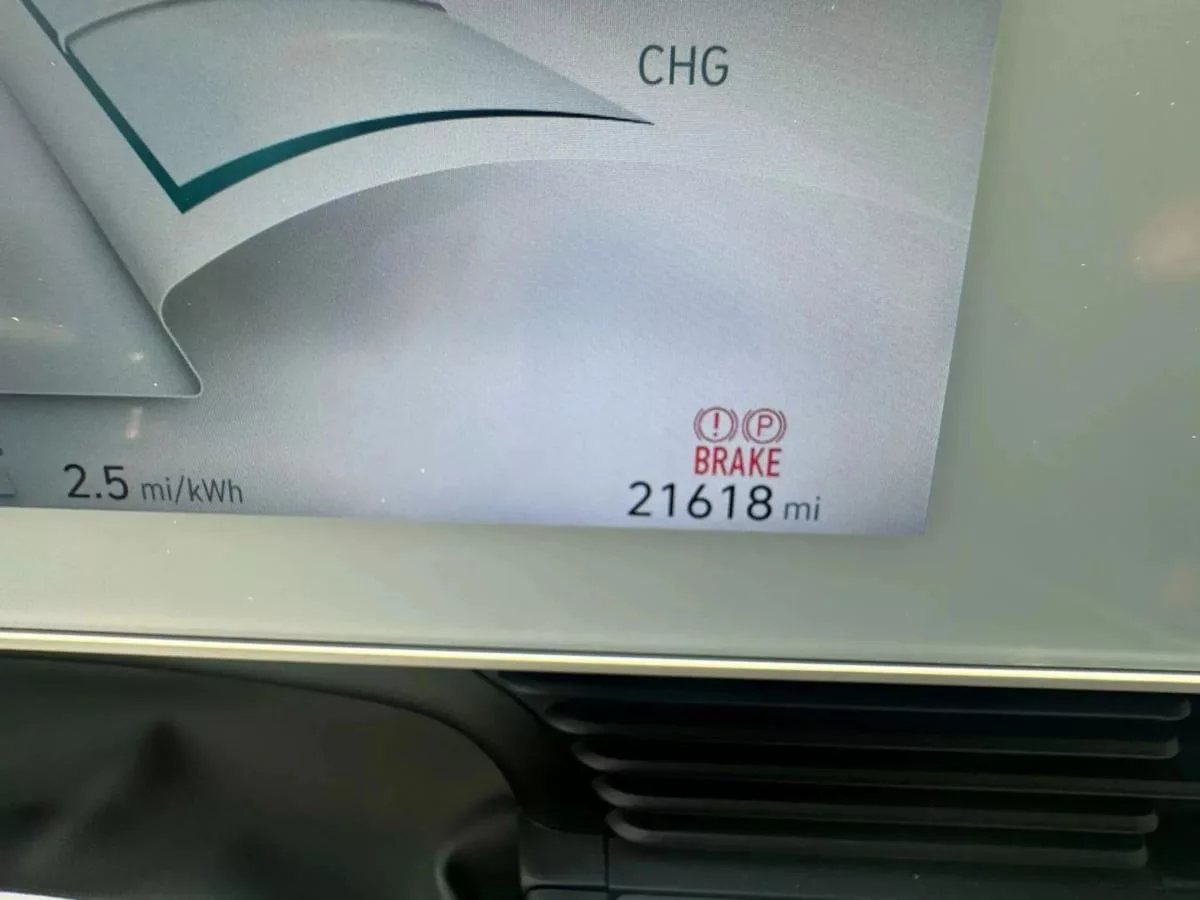 CHG
! P
BRAKE
2.5 mi/kWh
21618 mi